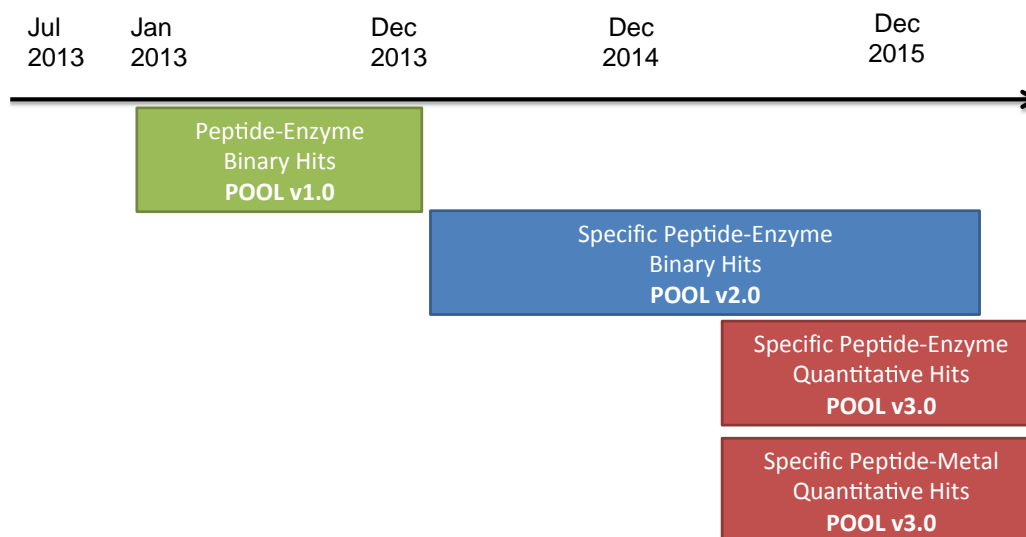 Jul
2013
Jan
2013
Dec
2013
Dec
2014
Dec
2015
Peptide-Enzyme
Binary Hits
POOL v1.0
Specific Peptide-Enzyme
Binary Hits
POOL v2.0
Specific Peptide-Enzyme
Quantitative Hits
POOL v3.0
Specific Peptide-Metal
Quantitative Hits
POOL v3.0